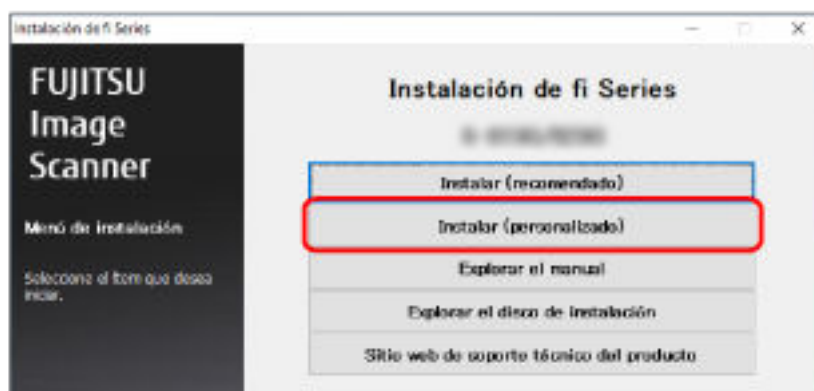 Instalación de fi Series
FUJITSU
Image
Scanner
Menú de instalación
Seleccione el ítem que desea
iniciar.
Instalación de fi Series
Instalar (recomendado)
Instalar (personalizado)
Explorar el manual
Explorar el disco de instalación
Sitio web de soporte técnico del producto